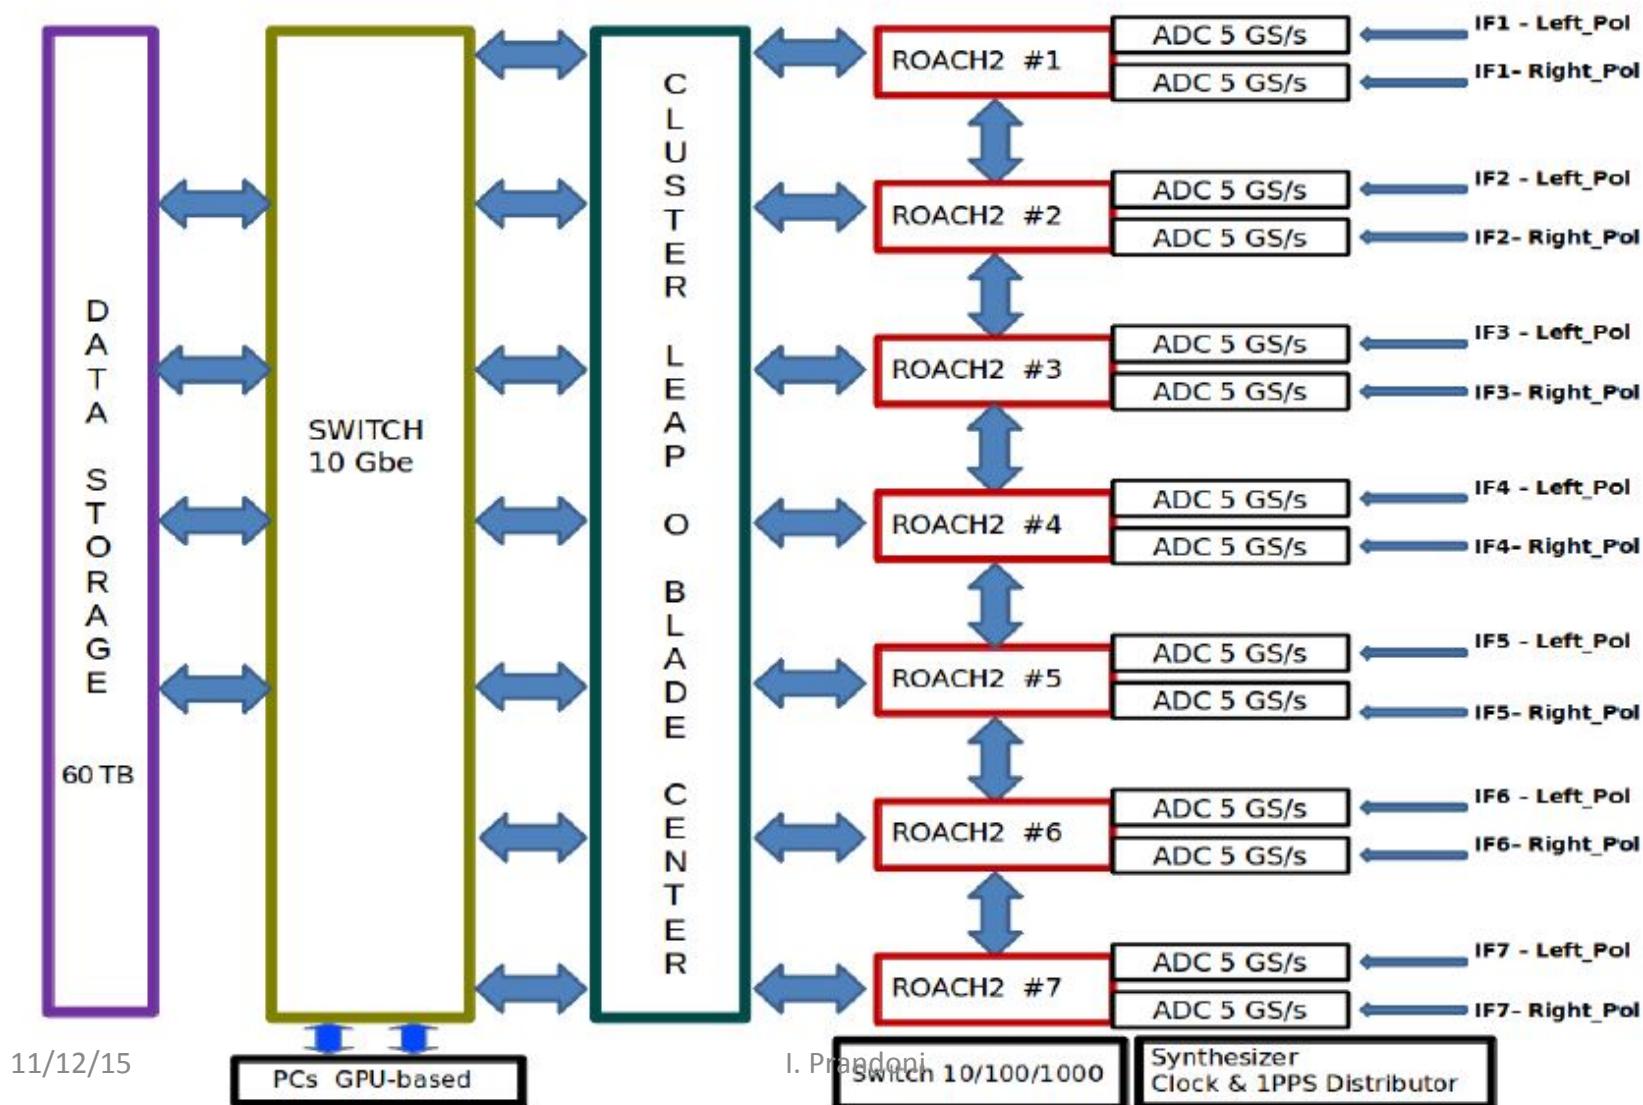 DATA STORAGE
60 TB
SWITCH
10 Gbe
CLUSTER LEAP O BLADE CENTER
ROACH2 #1
ADC 5 GS/s
IF1 - Left_Pol
ADC 5 GS/s
IF1- Right_Pol
ROACH2 #2
ADC 5 GS/s
IF2 - Left_Pol
ADC 5 GS/s
IF2- Right_Pol
ROACH2 #3
ADC 5 GS/s
IF3 - Left_Pol
ADC 5 GS/s
IF3- Right_Pol
ROACH2 #4
ADC 5 GS/s
IF4 - Left_Pol
ADC 5 GS/s
IF4- Right_Pol
ROACH2 #5
ADC 5 GS/s
IF5 - Left_Pol
ADC 5 GS/s
IF5- Right_Pol
ROACH2 #6
ADC 5 GS/s
IF6 - Left_Pol
ADC 5 GS/s
IF6- Right_Pol
ROACH2 #7
ADC 5 GS/s
IF7 - Left_Pol
ADC 5 GS/s
IF7- Right_Pol
11/12/15
PCs GPU-based
I. Prandoni
Switch 10/100/1000
Synthesizer
Clock & 1PPS Distributor